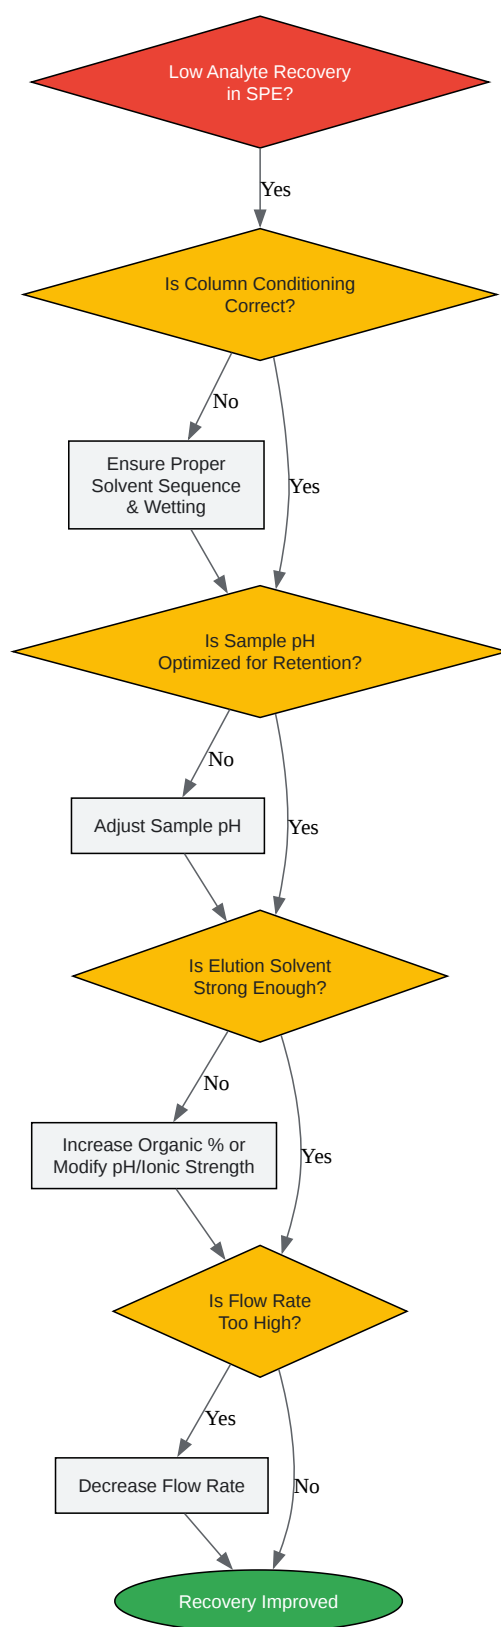 Low Analyte Recovery
in SPE?
Yes
Is Column Conditioning
Correct?
No
Ensure Proper
Solvent Sequence
& Wetting
Yes
Is Sample pH
Optimized for Retention?
No
Adjust Sample pH
Yes
Is Elution Solvent
Strong Enough?
No
Increase Organic % or
Modify pH/Ionic Strength
Yes
Is Flow Rate
Too High?
Yes
Decrease Flow Rate
No
Recovery Improved